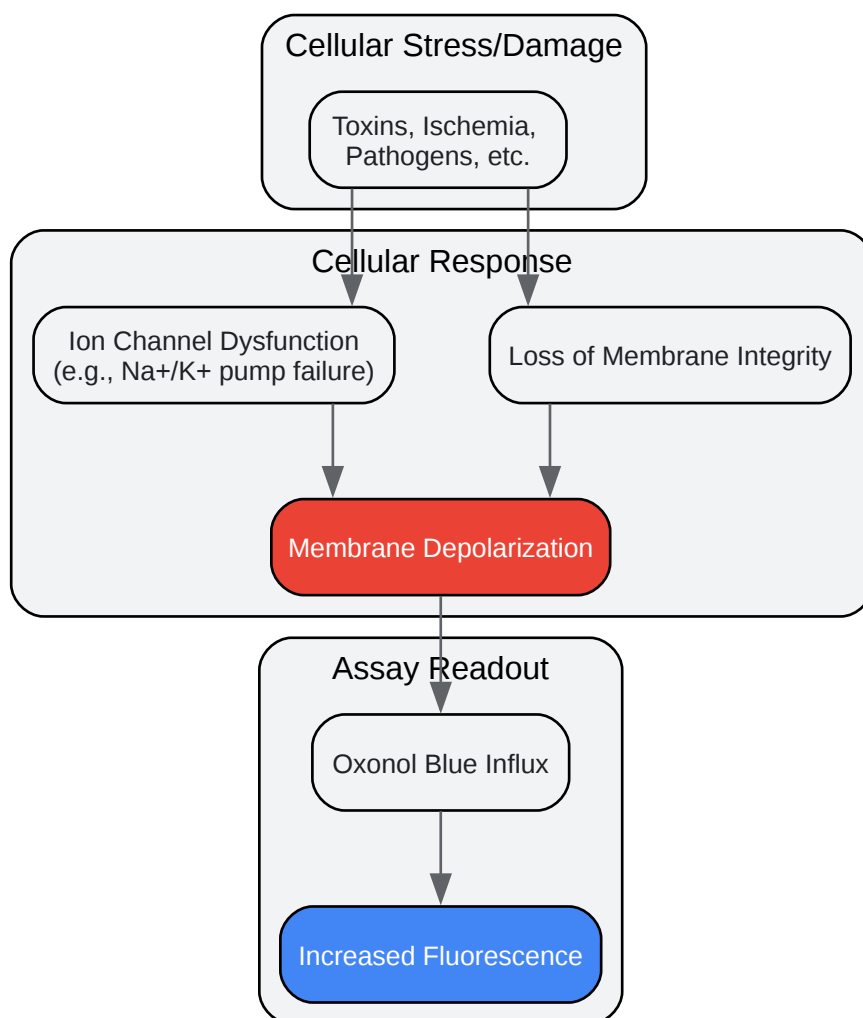 Cellular Stress/Damage
Toxins, Ischemia,
Pathogens, etc.
Cellular Response
Ion Channel Dysfunction
(e.g., Na+/K+ pump failure)
Loss of Membrane Integrity
Membrane Depolarization
Assay Readout
Oxonol Blue Influx
Increased Fluorescence